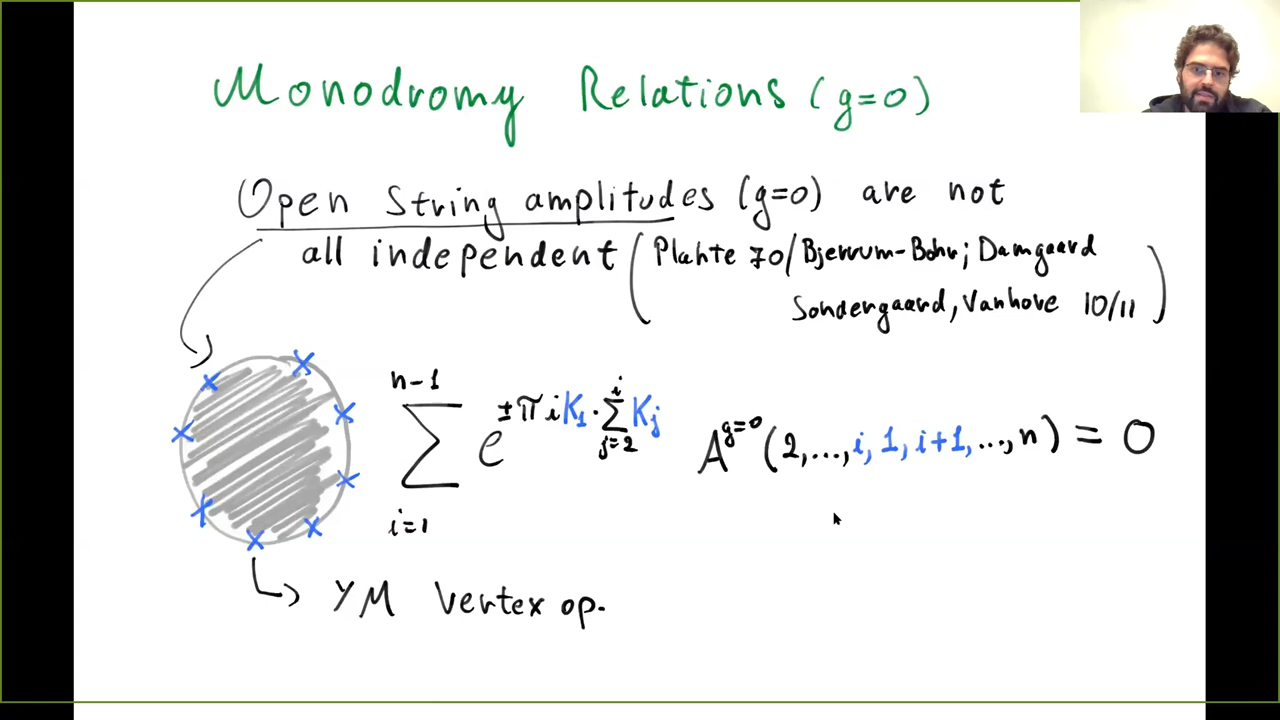 Monodromy Relations (g=0)
Open String amplitudes (g=0) are not
all independent ( Plahte 70/Bjerrum-Bohr; Damgaard
Sondergaard, Vanhove 10/11 )
n-1
∑ e^{±πi K₁·∑_{j=2}^{i} K_j} A^{g=0}(2,...,i,1,i+1,...,n) = 0
i=1
↳ YM Vertex op.